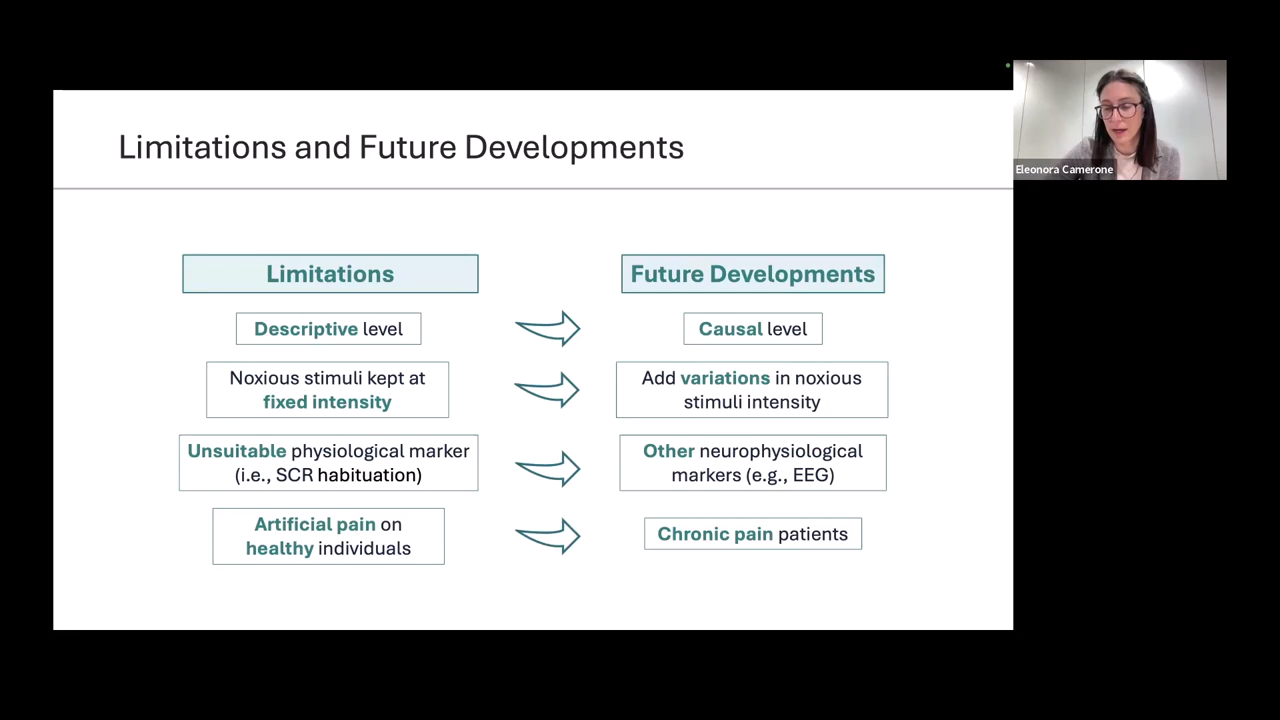 Limitations and Future Developments
Eleonora Camerone
Limitations
Future Developments
Descriptive level
Causal level
Noxious stimuli kept at
fixed intensity
Add variations in noxious
stimuli intensity
Unsuitable physiological marker
(i.e., SCR habituation)
Other neurophysiological
markers (e.g., EEG)
Artificial pain on
healthy individuals
Chronic pain patients